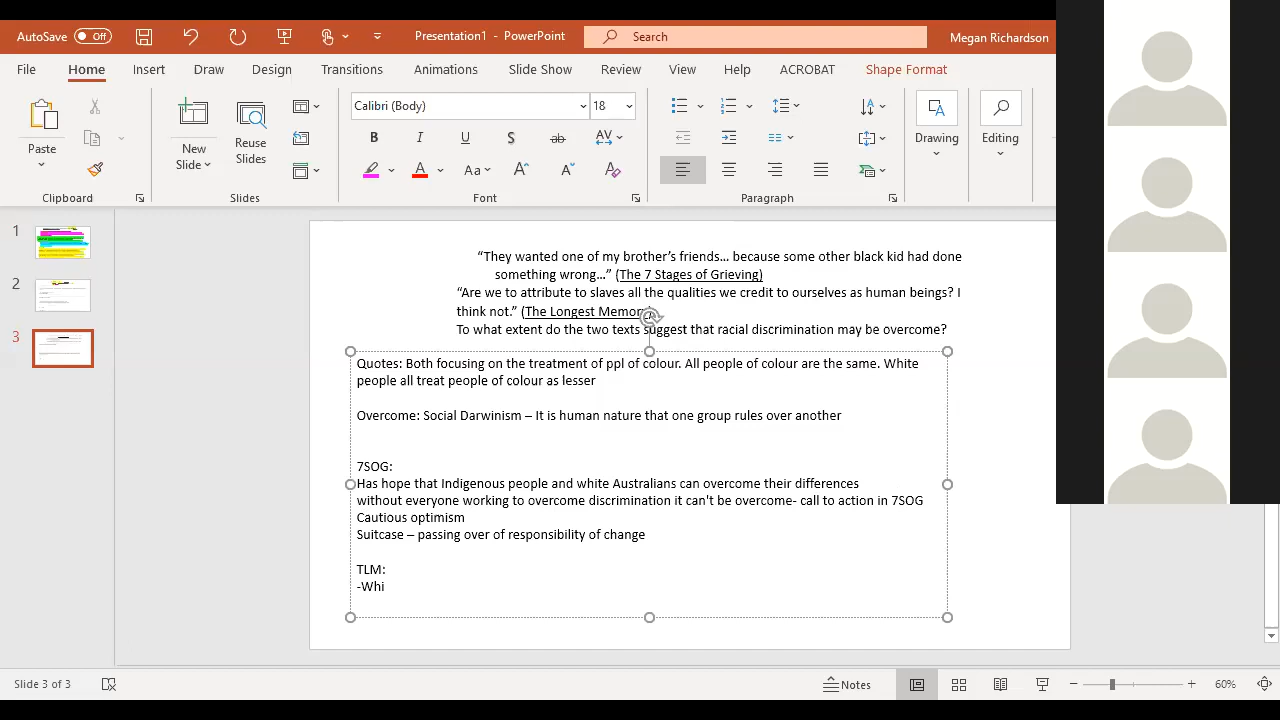 AutoSave Off Presentation1 - PowerPoint Search Megan Richardson
File Home Insert Draw Design Transitions Animations Slide Show Review View Help ACROBAT Shape Format
Calibri (Body) 18
Paste New Slide Reuse Slides Drawing Editing
B I U S ab AV
A Aa A A A
Clipboard Slides Font Paragraph
1
2
3
“They wanted one of my brother’s friends... because some other black kid had done
something wrong...” (The 7 Stages of Grieving)
“Are we to attribute to slaves all the qualities we credit to ourselves as human beings? I
think not.” (The Longest
To what extent do the two texts suggest that racial discrimination may be overcome?
Quotes: Both focusing on the treatment of ppl of colour. All people of colour are the same. White
people all treat people of colour as lesser
Overcome: Social Darwinism – It is human nature that one group rules over another
7SOG:
Has hope that Indigenous people and white Australians can overcome their differences
without everyone working to overcome discrimination it can't be overcome- call to action in 7SOG
Cautious optimism
Suitcase – passing over of responsibility of change
TLM:
-Whi
Slide 3 of 3 Notes 60%